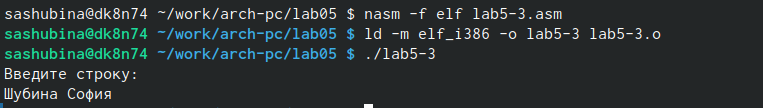 sashubina@dk8n74 ~/work/arch-pc/lab05 $ nasm -f elf lab5-3.asm
sashubina@dk8n74 ~/work/arch-pc/lab05 $ ld -m elf_i386 -o lab5-3 lab5-3.o
sashubina@dk8n74 ~/work/arch-pc/lab05 $ ./lab5-3
Введите строку:
Шубина София